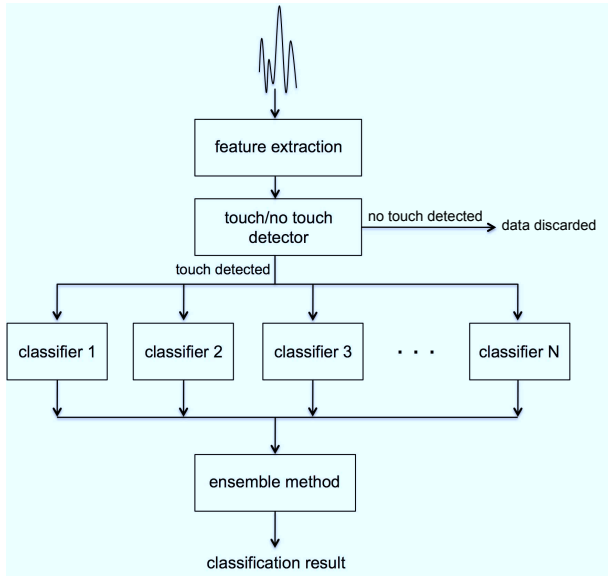 feature extraction
touch/no touch
detector
no touch detected
data discarded
touch detected
classifier 1
classifier 2
classifier 3
. . .
classifier N
ensemble method
classification result